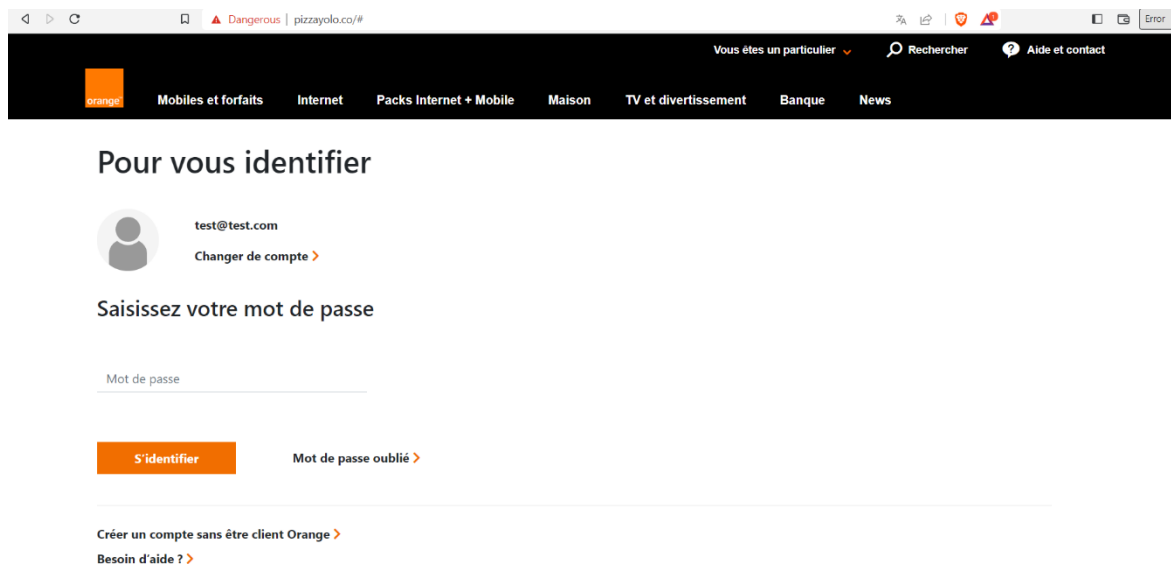 Dangerous | pizzayolo.co/#
Error
Vous êtes un particulier
Rechercher
? Aide et contact
orange™
Mobiles et forfaits Internet Packs Internet + Mobile Maison TV et divertissement Banque News
Pour vous identifier
test@test.com
Changer de compte >
Saisissez votre mot de passe
Mot de passe
S'identifier
Mot de passe oublié >
Créer un compte sans être client Orange >
Besoin d'aide ? >